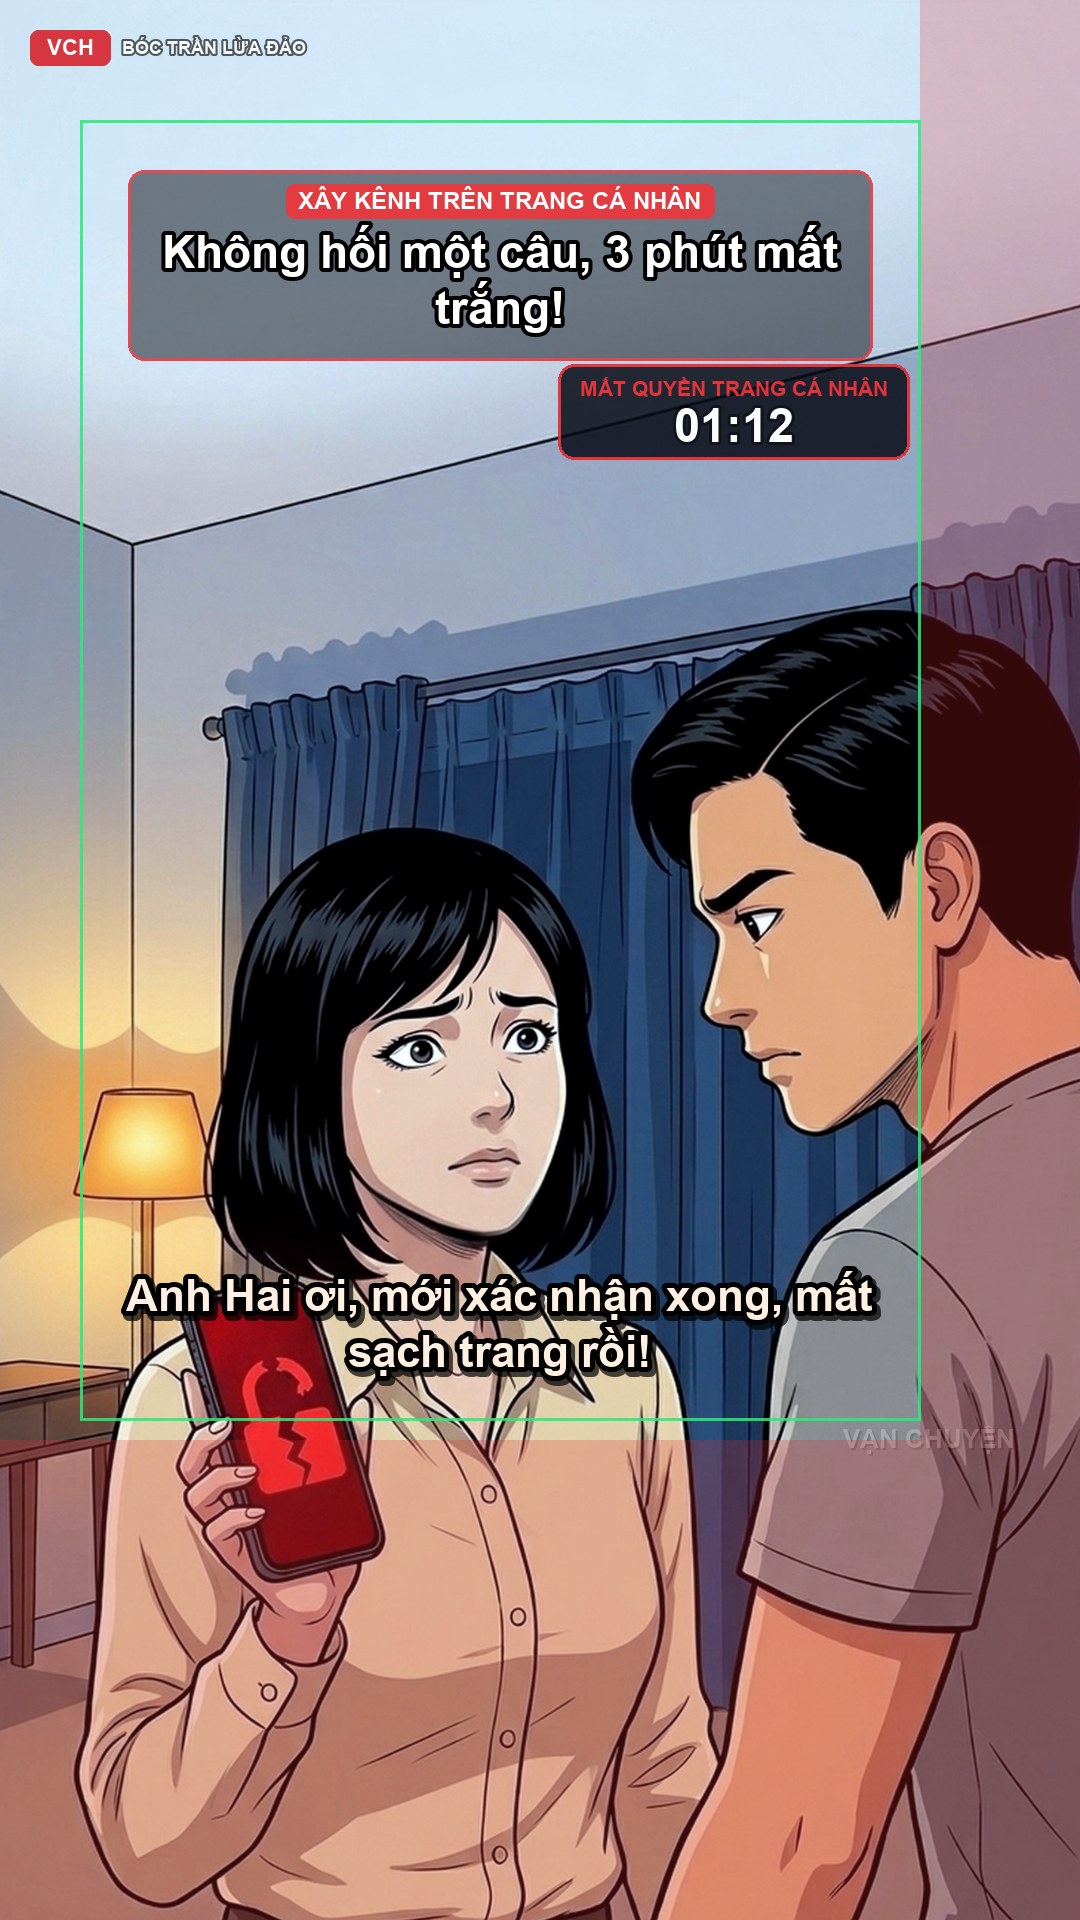 VCH BÓC TRẦN LỪA ĐẢO
XÂY KÊNH TRÊN TRANG CÁ NHÂN
Không hối một câu, 3 phút mất
trắng!
MẤT QUYỀN TRANG CÁ NHÂN
01:12
Anh Hai ơi, mới xác nhận xong, mất
sạch trang rồi!
VẠN CHUYỆN